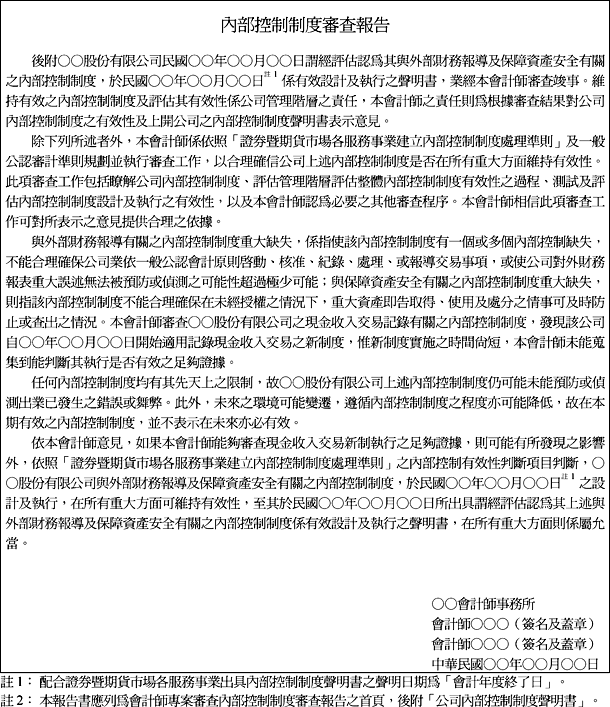 內部控制制度審查報告
後附○○股份有限公司民國○○年○○月○○日謂經評估認為其與外部財務報導及保障資產安全有關
之內部控制制度，於民國○○年○○月○○日註1 係有效設計及執行之聲明書，業經本會計師審查竣事。維
持有效之內部控制制度及評估其有效性係公司管理階層之責任，本會計師之責任則為根據審查結果對公司
內部控制制度之有效性及上開公司之內部控制制度聲明書表示意見。
除下列所述者外，本會計師係依照「證券暨期貨市場各服務事業建立內部控制制度處理準則」及一般
公認審計準則規劃並執行審查工作，以合理確信公司上述內部控制制度是否在所有重大方面維持有效性。
此項審查工作包括瞭解公司內部控制制度、評估管理階層評估整體內部控制制度有效性之過程、測試及評
估內部控制制度設計及執行之有效性，以及本會計師認為必要之其他審查程序。本會計師相信此項審查工
作可對所表示之意見提供合理之依據。
與外部財務報導有關之內部控制制度重大缺失，係指使該內部控制制度有一個或多個內部控制缺失，
不能合理確保公司業依一般公認會計原則啓動、核准、紀錄、處理、或報導交易事項，或使公司對外財務
報表重大誤述無法被預防或偵測之可能性超過極少可能；與保障資產安全有關之內部控制制度重大缺失，
則指該內部控制制度不能合理確保在未經授權之情況下，重大資產即告取得、使用及處分之情事可及時防
止或查出之情況。本會計師審查○○股份有限公司之現金收入交易記錄有關之內部控制制度，發現該公司
自○○年○○月○○日開始適用記錄現金收入交易之新制度，惟新制度實施之時間尚短，本會計師未能蒐
集到能判斷其執行是否有效之足夠證據。
任何內部控制制度均有其先天上之限制，故○○股份有限公司上述內部控制制度仍可能未能預防或偵
測出業已發生之錯誤或舞弊。此外，未來之環境可能變遷，遵循內部控制制度之程度亦可能降低，故在本
期有效之內部控制制度，並不表示在未來亦必有效。
依本會計師意見，如果本會計師能夠審查現金收入交易新制執行之足夠證據，則可能有所發現之影響
外，依照「證券暨期貨市場各服務事業建立內部控制制度處理準則」之內部控制有效性判斷項目判斷，○
○股份有限公司與外部財務報導及保障資產安全有關之內部控制制度，於民國○○年○○月○○日註1 之設
計及執行，在所有重大方面可維持有效性，至其於民國○○年○○月○○日所出具謂經評估認為其上述與
外部財務報導及保障資產安全有關之內部控制制度係有效設計及執行之聲明書，在所有重大方面則係屬允
當。
○○會計師事務所
會計師○○○（簽名及蓋章）
會計師○○○（簽名及蓋章）
中華民國○○年○○月○○日
註 1：配合證券暨期貨市場各服務事業出具內部控制制度聲明書之聲明日期為「會計年度終了日」。
註 2：本報告書應列為會計師專案審查內部控制制度審查報告之首頁，後附「公司內部控制制度聲明書」。